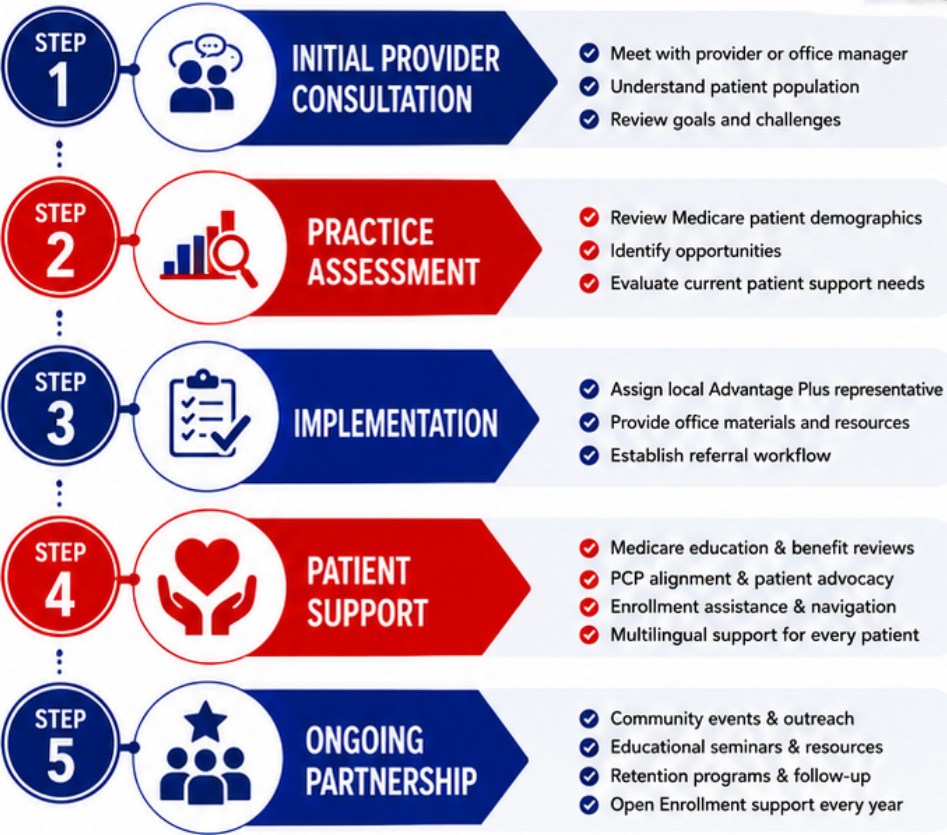 STEP
1
INITIAL PROVIDER
CONSULTATION
Meet with provider or office manager
Understand patient population
Review goals and challenges
STEP
2
PRACTICE
ASSESSMENT
Review Medicare patient demographics
Identify opportunities
Evaluate current patient support needs
STEP
3
IMPLEMENTATION
Assign local Advantage Plus representative
Provide office materials and resources
Establish referral workflow
STEP
4
PATIENT
SUPPORT
Medicare education & benefit reviews
PCP alignment & patient advocacy
Enrollment assistance & navigation
Multilingual support for every patient
STEP
5
ONGOING
PARTNERSHIP
Community events & outreach
Educational seminars & resources
Retention programs & follow-up
Open Enrollment support every year